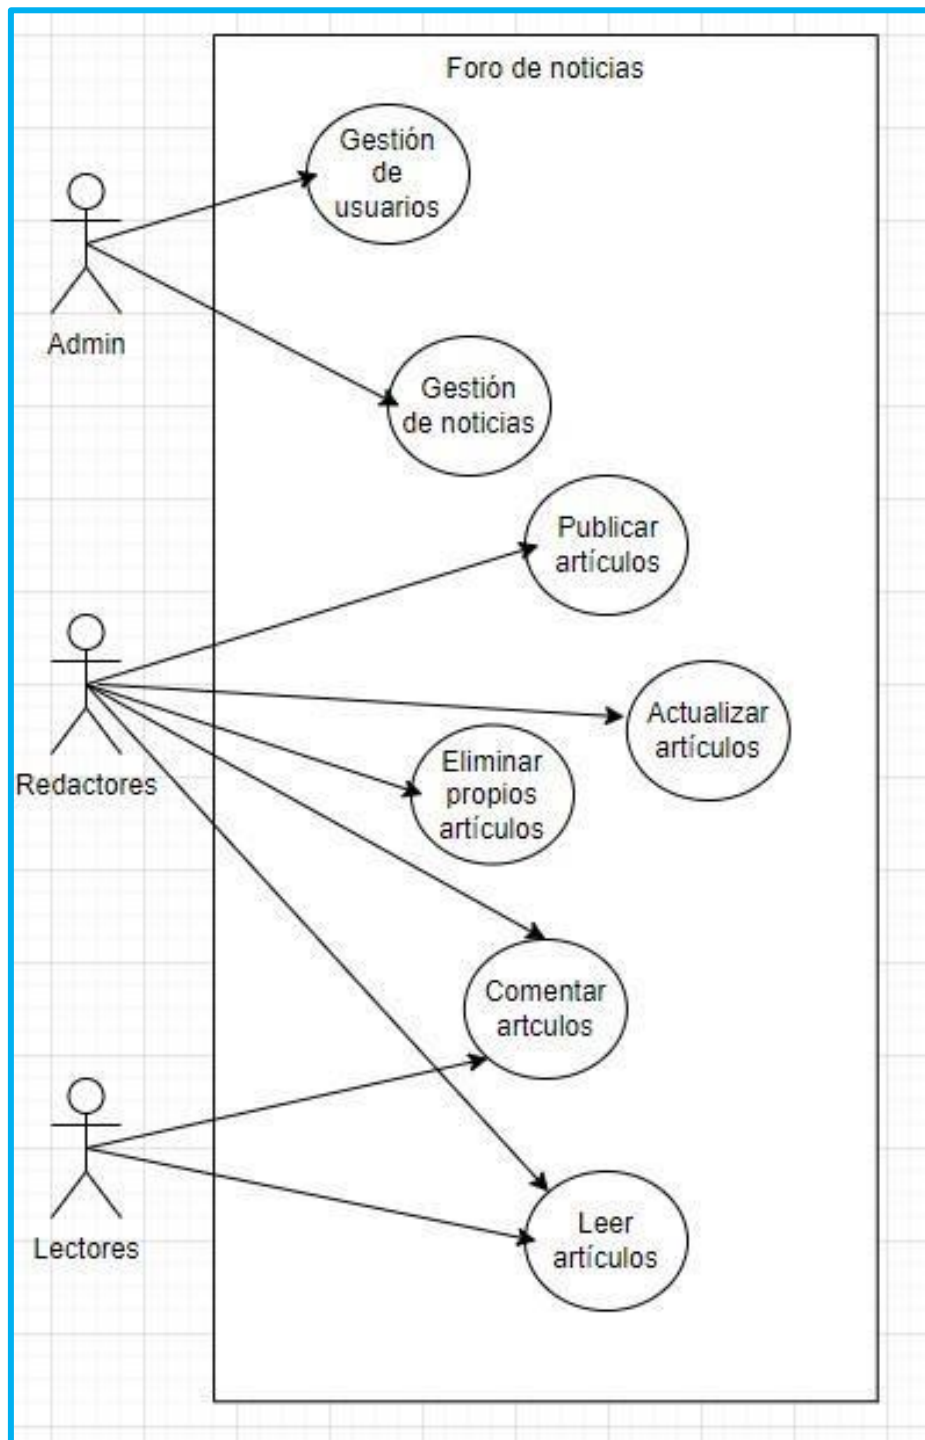 Foro de noticias
Gestión
de
usuarios
Admin
Gestión
de noticias
Publicar
artículos
Redactores
Actualizar
artículos
Eliminar
propios
artículos
Comentar
artculos
Lectores
Leer
artículos